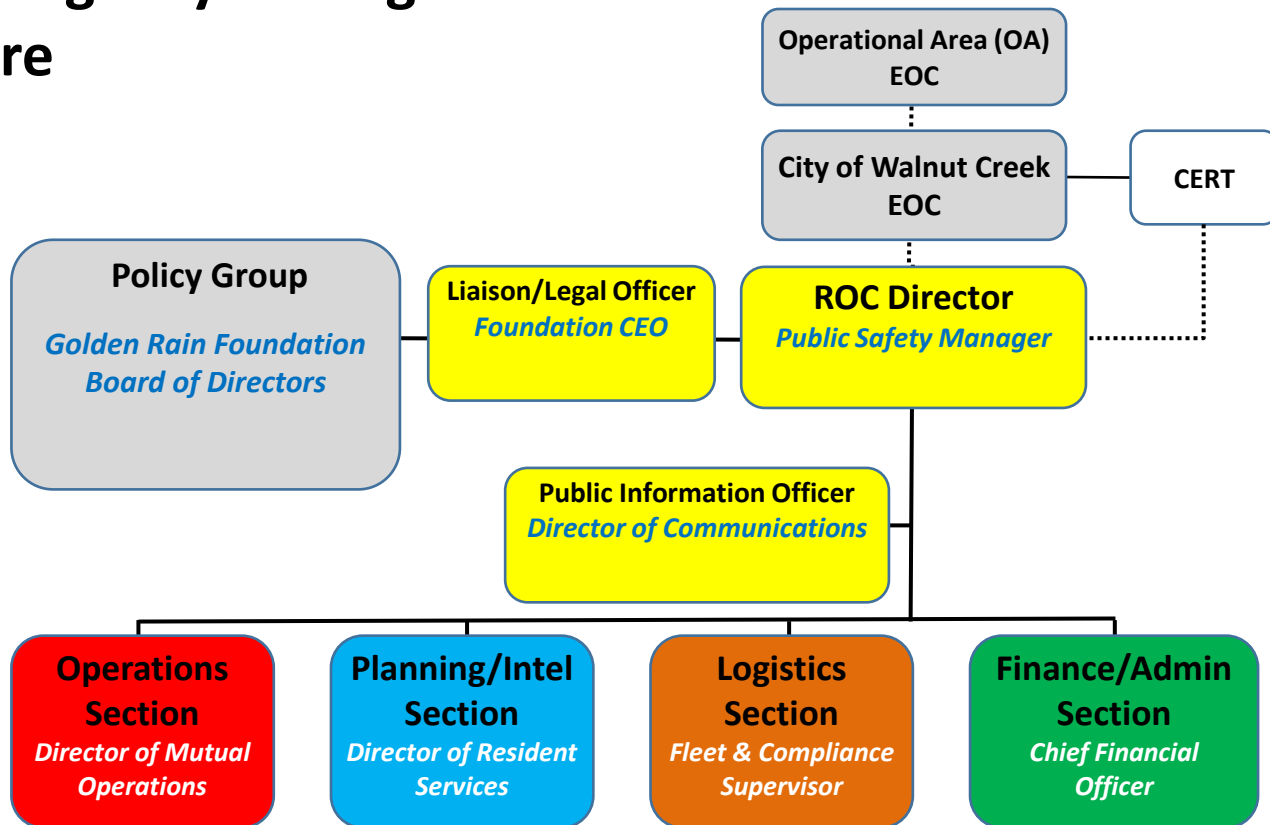 re
Operational Area (OA)
EOC
City of Walnut Creek
EOC
CERT
Policy Group
Golden Rain Foundation
Board of Directors
Liaison/Legal Officer
Foundation CEO
ROC Director
Public Safety Manager
Public Information Officer
Director of Communications
Operations
Section
Director of Mutual
Operations
Planning/Intel
Section
Director of Resident
Services
Logistics
Section
Fleet & Compliance
Supervisor
Finance/Admin
Section
Chief Financial
Officer